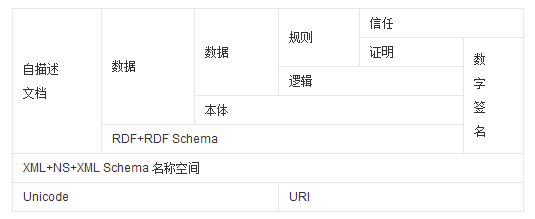 自描述
文档
数据
数据
规则
信任
证明
数
字
签
名
逻辑
本体
RDF+RDF Schema
XML+NS+XML Schema 名称空间
Unicode
URI